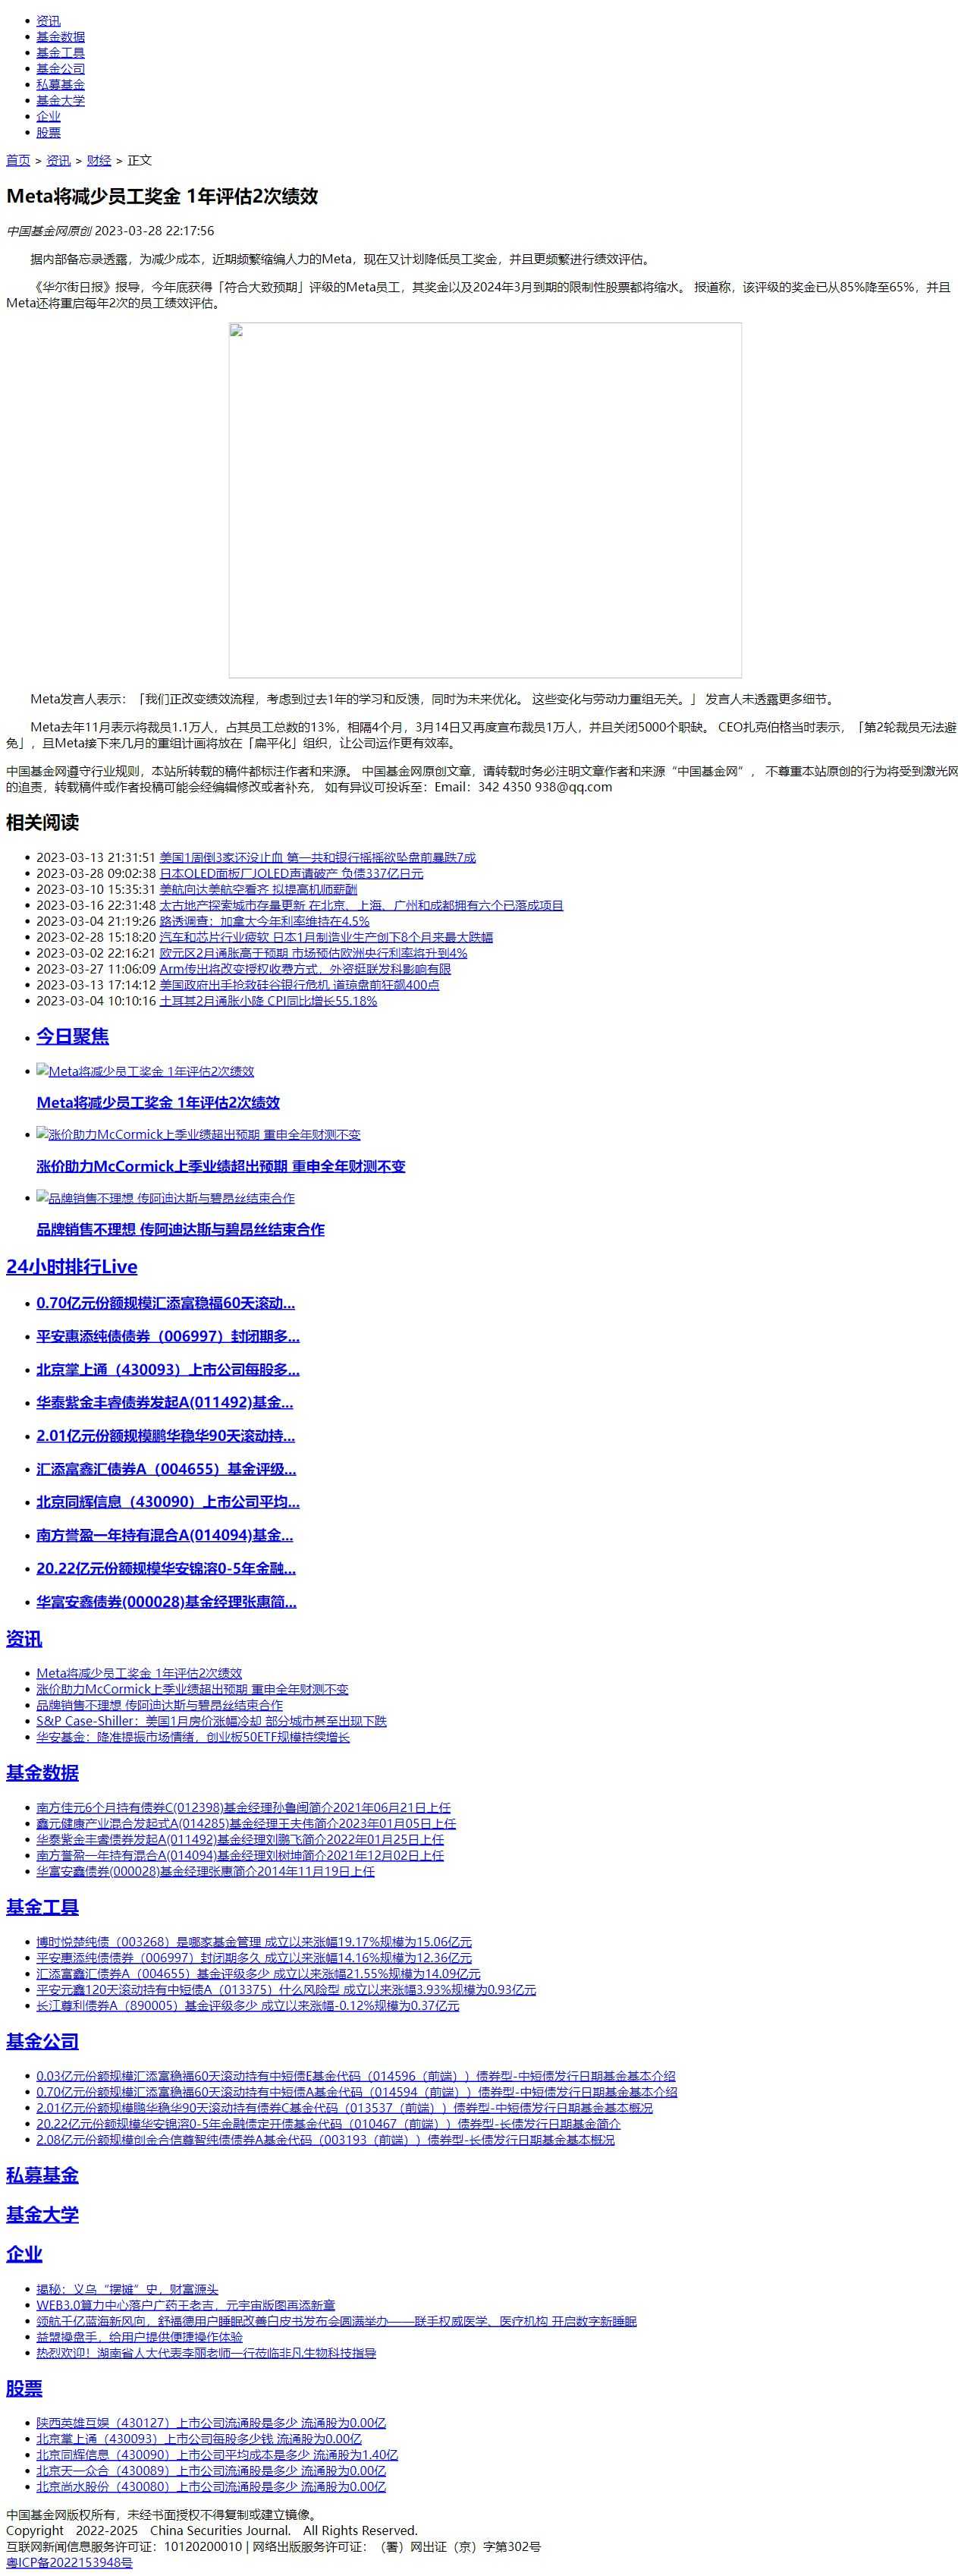 资讯
基金数据
基金工具
基金公司
私募基金
基金大学
企业
股票
首页 > 资讯 > 财经 > 正文
Meta将减少员工奖金 1年评估2次绩效
中国基金网原创 2023-03-28 22:17:56
据内部备忘录透露，为减少成本，近期频繁缩编人力的Meta，现在又计划降低员工奖金，并且更频繁进行绩效评估。
《华尔街日报》报导，今年底获得「符合大致预期」评级的Meta员工，其奖金以及2024年3月到期的限制性股票都将缩水。 报道称，该评级的奖金已从85%降至65%，并且
Meta还将重启每年2次的员工绩效评估。
Meta发言人表示：「我们正改变绩效流程，考虑到过去1年的学习和反馈，同时为未来优化。 这些变化与劳动力重组无关。」 发言人未透露更多细节。
Meta去年11月表示将裁员1.1万人，占其员工总数的13%，相隔4个月，3月14日又再度宣布裁员1万人，并且关闭5000个职缺。 CEO扎克伯格当时表示，「第2轮裁员无法避
免」，且Meta接下来几月的重组计画将放在「扁平化」组织，让公司运作更有效率。
中国基金网遵守行业规则，本站所转载的稿件都标注作者和来源。 中国基金网原创文章，请转载时务必注明文章作者和来源“中国基金网”， 不尊重本站原创的行为将受到激光网
的追责，转载稿件或作者投稿可能会经编辑修改或者补充， 如有异议可投诉至：Email：342 4350 938@qq.com
相关阅读
2023-03-13 21:31:51 美国1周倒3家还没止血 第一共和银行摇摇欲坠盘前暴跌7成
2023-03-28 09:02:38 日本OLED面板厂JOLED声请破产 负债337亿日元
2023-03-10 15:35:31 美航向达美航空看齐 拟提高机师薪酬
2023-03-16 22:31:48 太古地产探索城市存量更新 在北京、上海、广州和成都拥有六个已落成项目
2023-03-04 21:19:26 路透调查：加拿大今年利率维持在4.5%
2023-02-28 15:18:20 汽车和芯片行业疲软 日本1月制造业生产创下8个月来最大跌幅
2023-03-02 22:16:21 欧元区2月通胀高于预期 市场预估欧洲央行利率将升到4%
2023-03-27 11:06:09 Arm传出将改变授权收费方式，外资挺联发科影响有限
2023-03-13 17:14:12 美国政府出手抢救硅谷银行危机 道琼盘前狂飙400点
2023-03-04 10:10:16 土耳其2月通胀小降 CPI同比增长55.18%
今日聚焦
Meta将减少员工奖金 1年评估2次绩效
Meta将减少员工奖金 1年评估2次绩效
涨价助力McCormick上季业绩超出预期 重申全年财测不变
涨价助力McCormick上季业绩超出预期 重申全年财测不变
品牌销售不理想 传阿迪达斯与碧昂丝结束合作
品牌销售不理想 传阿迪达斯与碧昂丝结束合作
24小时排行Live
0.70亿元份额规模汇添富稳福60天滚动...
平安惠添纯债债券（006997）封闭期多...
北京掌上通（430093）上市公司每股多...
华泰紫金丰睿债券发起A(011492)基金...
2.01亿元份额规模鹏华稳华90天滚动持...
汇添富鑫汇债券A（004655）基金评级...
北京同辉信息（430090）上市公司平均...
南方誉盈一年持有混合A(014094)基金...
20.22亿元份额规模华安锦溶0-5年金融...
华富安鑫债券(000028)基金经理张惠简...
资讯
Meta将减少员工奖金 1年评估2次绩效
涨价助力McCormick上季业绩超出预期 重申全年财测不变
品牌销售不理想 传阿迪达斯与碧昂丝结束合作
S&P Case-Shiller：美国1月房价涨幅冷却 部分城市甚至出现下跌
华安基金：降准提振市场情绪，创业板50ETF规模持续增长
基金数据
南方佳元6个月持有债券C(012398)基金经理孙鲁闽简介2021年06月21日上任
鑫元健康产业混合发起式A(014285)基金经理王夫伟简介2023年01月05日上任
华泰紫金丰睿债券发起A(011492)基金经理刘鹏飞简介2022年01月25日上任
南方誉盈一年持有混合A(014094)基金经理刘树坤简介2021年12月02日上任
华富安鑫债券(000028)基金经理张惠简介2014年11月19日上任
基金工具
博时悦楚纯债（003268）是哪家基金管理 成立以来涨幅19.17%规模为15.06亿元
平安惠添纯债债券（006997）封闭期多久 成立以来涨幅14.16%规模为12.36亿元
汇添富鑫汇债券A（004655）基金评级多少 成立以来涨幅21.55%规模为14.09亿元
平安元鑫120天滚动持有中短债A（013375）什么风险型 成立以来涨幅3.93%规模为0.93亿元
长江尊利债券A（890005）基金评级多少 成立以来涨幅-0.12%规模为0.37亿元
基金公司
0.03亿元份额规模汇添富稳福60天滚动持有中短债E基金代码（014596（前端））债券型-中短债发行日期基金基本介绍
0.70亿元份额规模汇添富稳福60天滚动持有中短债A基金代码（014594（前端））债券型-中短债发行日期基金基本介绍
2.01亿元份额规模鹏华稳华90天滚动持有债券C基金代码（013537（前端））债券型-中短债发行日期基金基本概况
20.22亿元份额规模华安锦溶0-5年金融债定开债基金代码（010467（前端））债券型-长债发行日期基金简介
2.08亿元份额规模创金合信尊智纯债债券A基金代码（003193（前端））债券型-长债发行日期基金基本概况
私募基金
基金大学
企业
揭秘：义乌“摆摊”史，财富源头
WEB3.0算力中心落户广药王老吉，元宇宙版图再添新章
领航千亿蓝海新风向，舒福德用户睡眠改善白皮书发布会圆满举办——联手权威医学、医疗机构 开启数字新睡眠
益盟操盘手，给用户提供便捷操作体验
热烈欢迎！湖南省人大代表李丽老师一行莅临非凡生物科技指导
股票
陕西英雄互娱（430127）上市公司流通股是多少 流通股为0.00亿
北京掌上通（430093）上市公司每股多少钱 流通股为0.00亿
北京同辉信息（430090）上市公司平均成本是多少 流通股为1.40亿
北京天一众合（430089）上市公司流通股是多少 流通股为0.00亿
北京尚水股份（430080）上市公司流通股是多少 流通股为0.00亿
中国基金网版权所有，未经书面授权不得复制或建立镜像。
Copyright　2022-2025　China Securities Journal.　All Rights Reserved.
互联网新闻信息服务许可证：10120200010 | 网络出版服务许可证：（署）网出证（京）字第302号
粤ICP备2022153948号